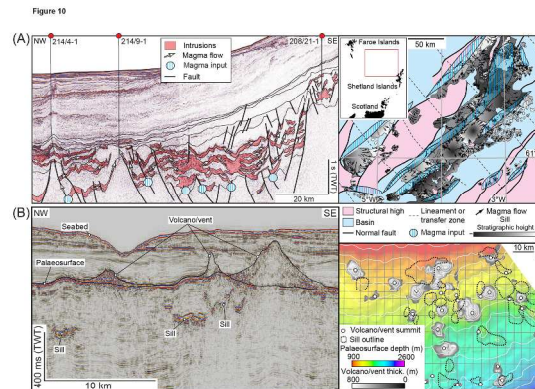 Figure 10
(A) NW 214/4-1 214/9-1 208/21-1 SE
Intrusions
Magma flow
Magma input
Fault
20 km
1 s (TWT)
Faroe Islands
Shetland Islands
Scotland
50 km
61°
5°W
3°W
Structural high
Basin
Normal fault
Lineament or transfer zone
Magma input
Magma flow
Sill
Stratigraphic height
(B) NW SE
Seabed
Volcano/vent
Palaeosurface
Sill
Sill
Sill
400 ms (TWT)
10 km
10 km
Volcano/vent summit
Sill outline
Palaeosurface depth (m)
900 2600
Volcano/vent thick. (m)
800 0